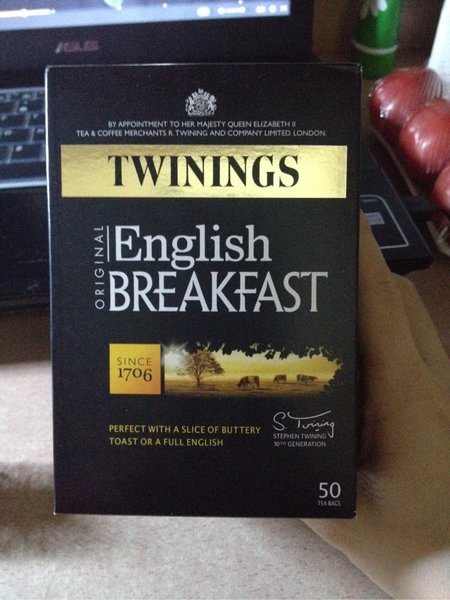 ASUS
BY APPOINTMENT TO HER MAJESTY QUEEN ELIZABETH II
TEA & COFFEE MERCHANTS R. TWINING AND COMPANY LIMITED. LONDON.
TWININGS
ORIGINAL
English
BREAKFAST
SINCE
1706
PERFECT WITH A SLICE OF BUTTERY
TOAST OR A FULL ENGLISH
S. Twining
STEPHEN TWINING
10TH GENERATION
50
TEA BAGS